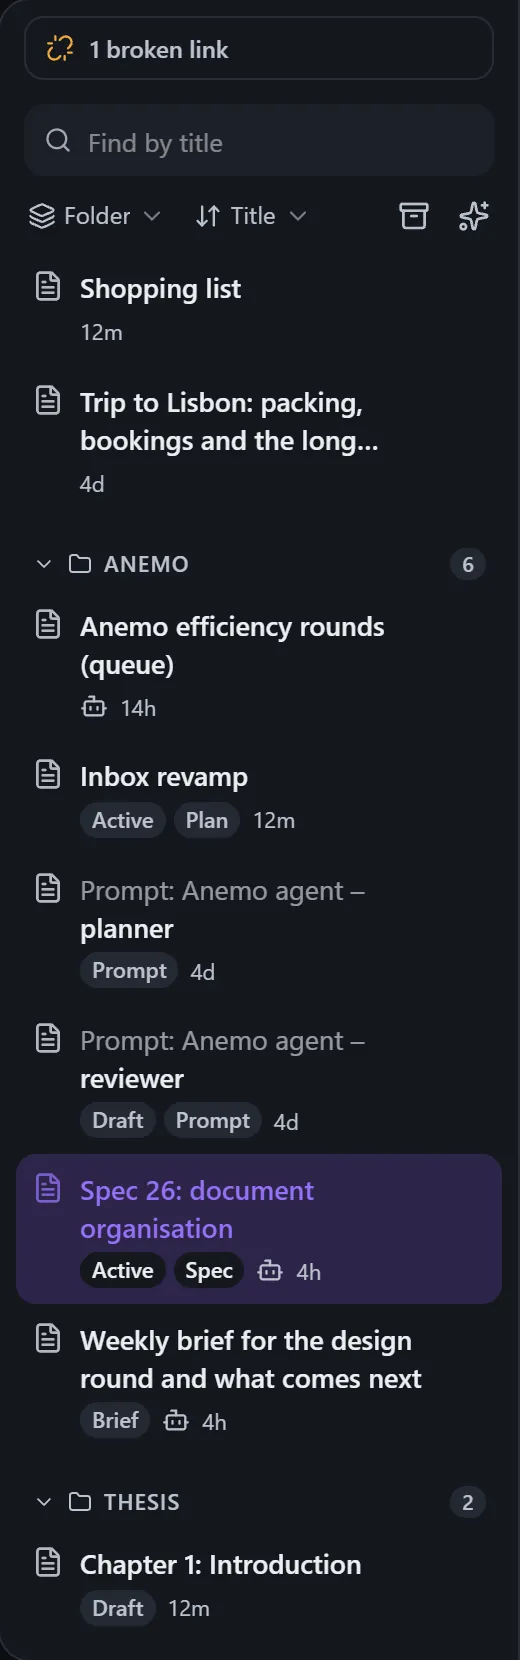 1 broken link
Find by title
Folder
Title
Shopping list
12m
Trip to Lisbon: packing,
bookings and the long...
4d
ANEMO
6
Anemo efficiency rounds
(queue)
14h
Inbox revamp
Active Plan 12m
Prompt: Anemo agent –
planner
Prompt 4d
Prompt: Anemo agent –
reviewer
Draft Prompt 4d
Spec 26: document
organisation
Active Spec 4h
Weekly brief for the design
round and what comes next
Brief 4h
THESIS
2
Chapter 1: Introduction
Draft 12m